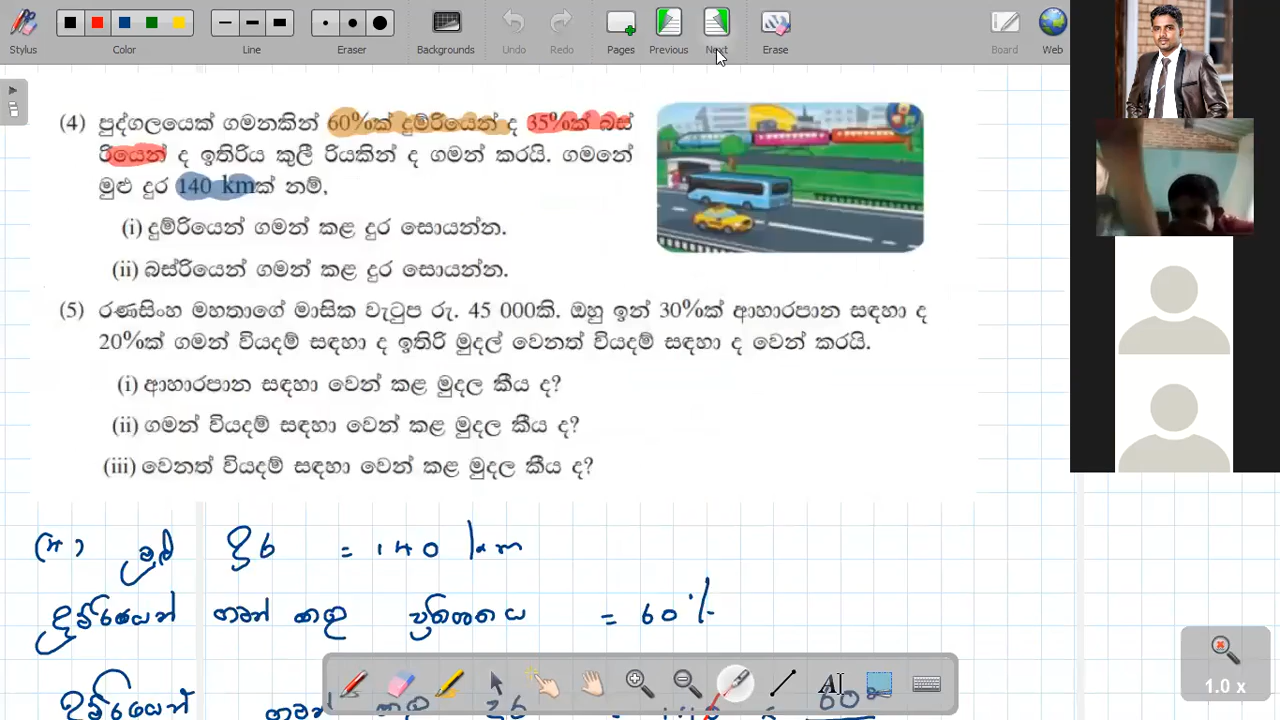 Stylus Color Line Eraser Backgrounds Undo Redo Pages Previous Next Erase Board Web
(4) පුද්ගලයෙක් ගමනකින් 60%ක් දුම්රියෙන් ද 35%ක් බස්
රියෙන් ද ඉතිරිය කුලී රියකින් ද ගමන් කරයි. ගමනේ
මුළු දුර 140 kmක් නම්,
(i) දුම්රියෙන් ගමන් කළ දුර සොයන්න.
(ii) බස්රියෙන් ගමන් කළ දුර සොයන්න.
(5) රණසිංහ මහතාගේ මාසික වැටුප රු. 45 000කි. ඔහු ඉන් 30%ක් ආහාරපාන සඳහා ද
20%ක් ගමන් වියදම් සඳහා ද ඉතිරි මුදල් වෙනත් වියදම් සඳහා ද වෙන් කරයි.
(i) ආහාරපාන සඳහා වෙන් කළ මුදල කීය ද?
(ii) ගමන් වියදම් සඳහා වෙන් කළ මුදල කීය ද?
(iii) වෙනත් වියදම් සඳහා වෙන් කළ මුදල කීය ද?
මුළු දුර = 140 km
දුම්රියෙන් ගමන් කළ ප්‍රතිශතය = 60%
දුම්රියෙන් ගමන් කළ දුර = 140 x 60
1.0 x